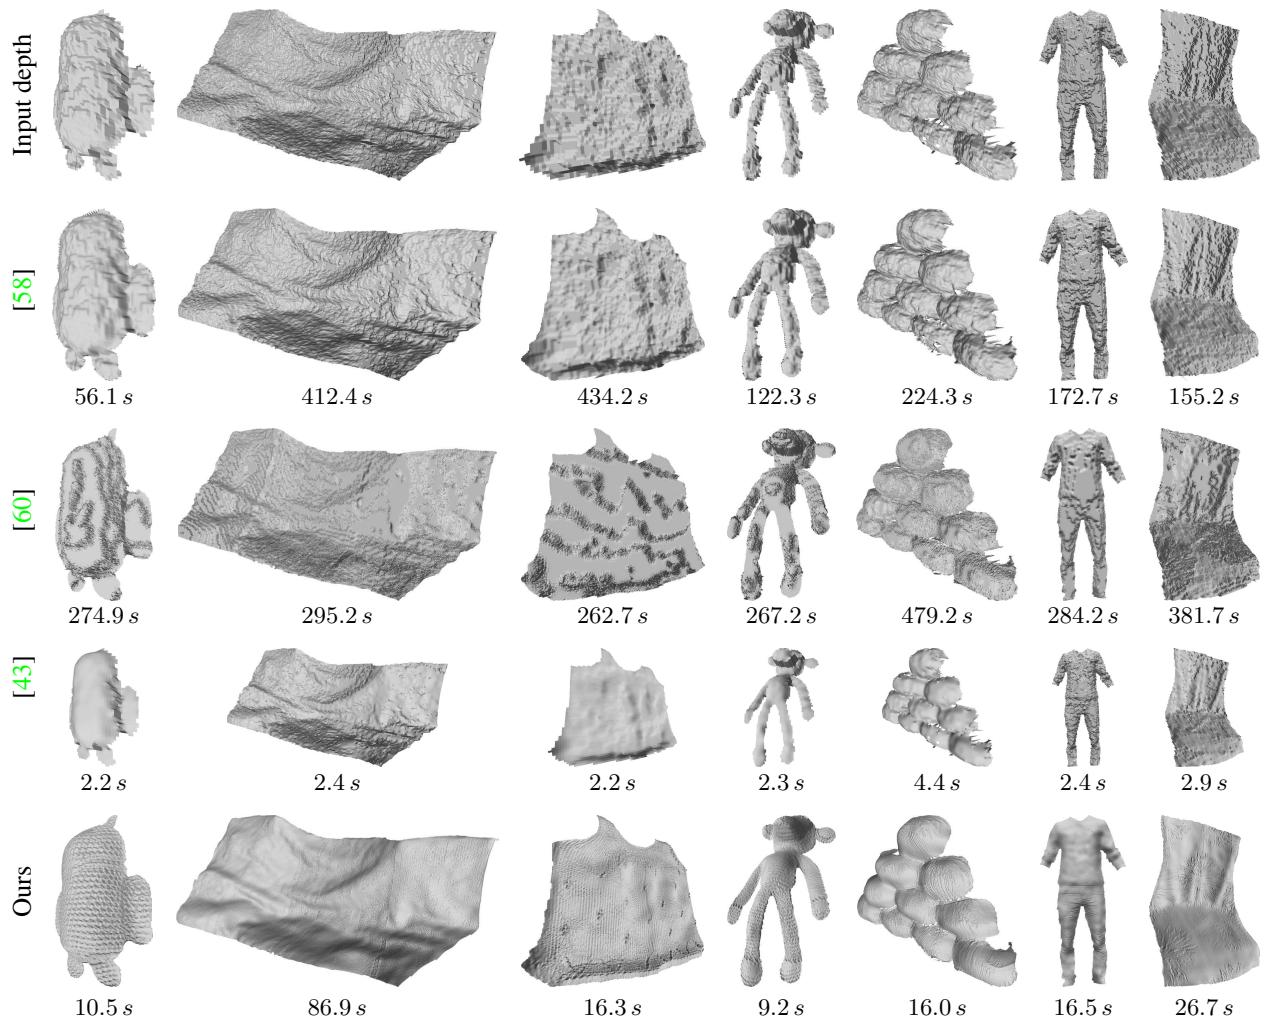 Input depth
[58]
56.1 s 412.4 s 434.2 s 122.3 s 224.3 s 172.7 s 155.2 s
[60]
274.9 s 295.2 s 262.7 s 267.2 s 479.2 s 284.2 s 381.7 s
[43]
2.2 s 2.4 s 2.2 s 2.3 s 4.4 s 2.4 s 2.9 s
Ours
10.5 s 86.9 s 16.3 s 9.2 s 16.0 s 16.5 s 26.7 s